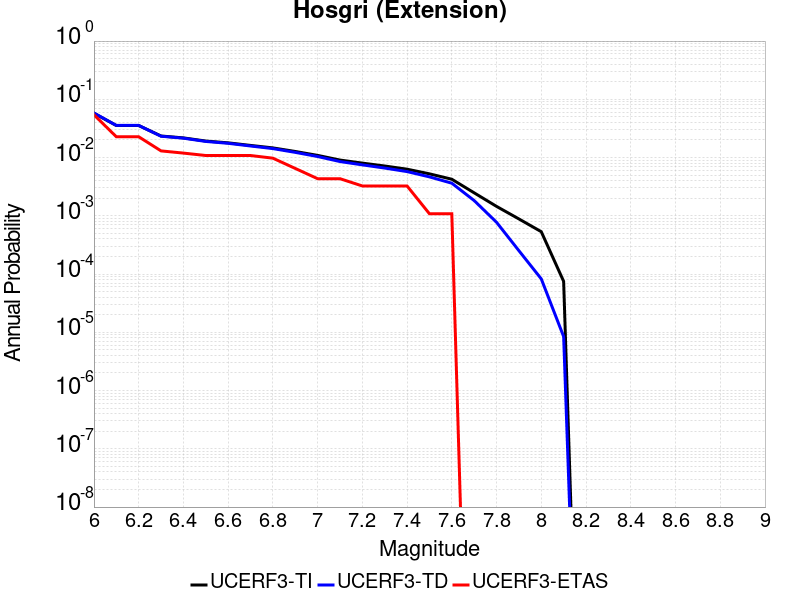 Hosgri (Extension)
10^0
10^-1
10^-2
10^-3
10^-4
10^-5
10^-6
10^-7
10^-8
Annual Probability
6 6.2 6.4 6.6 6.8 7 7.2 7.4 7.6 7.8 8 8.2 8.4 8.6 8.8 9
Magnitude
UCERF3-TI UCERF3-TD UCERF3-ETAS